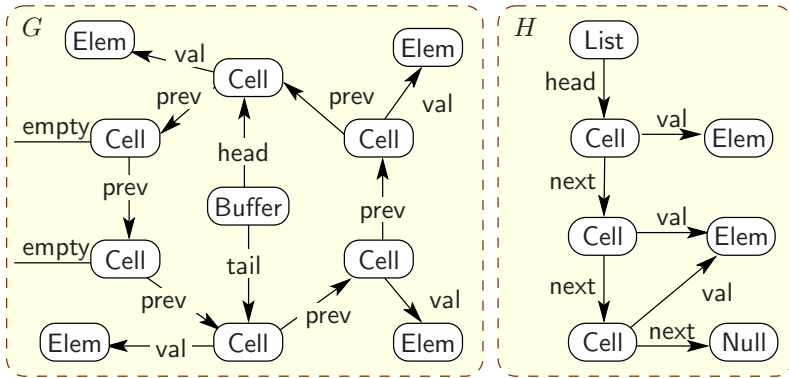 G
Elem
val
Cell
Elem
prev
prev
val
empty
Cell
head
Cell
prev
Buffer
prev
empty
Cell
tail
Cell
prev
prev
val
Elem
val
Cell
Elem
H
List
head
Cell
val
Elem
next
Cell
val
Elem
next
val
Cell
next
Null